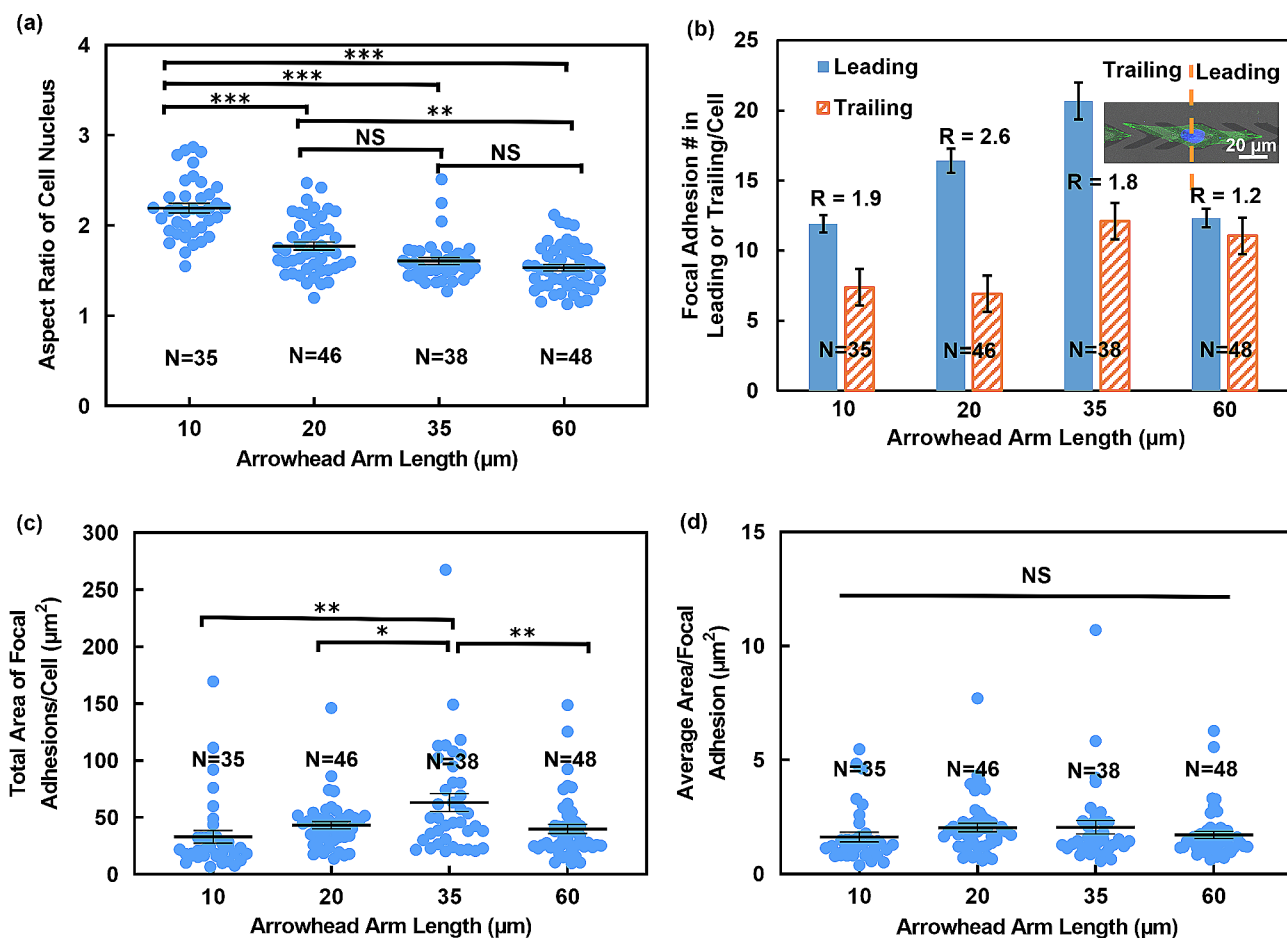 (a)
Aspect Ratio of Cell Nucleus
4
3
2
1
0
***
***
***
**
NS
NS
N=35 N=46 N=38 N=48
10 20 35 60
Arrowhead Arm Length (µm)
(b)
Focal Adhesion # in
Leading or Trailing/Cell
25
20
15
10
5
0
Leading
Trailing
Trailing Leading
20 µm
R = 1.9
R = 2.6
R = 1.8
R = 1.2
N=35 N=46 N=38 N=48
10 20 35 60
Arrowhead Arm Length (µm)
(c)
Total Area of Focal
Adhesions/Cell (µm²)
300
250
200
150
100
50
0
**
*
**
N=35 N=46 N=38 N=48
10 20 35 60
Arrowhead Arm Length (µm)
(d)
Average Area/Focal
Adhesion (µm²)
15
10
5
0
NS
N=35 N=46 N=38 N=48
10 20 35 60
Arrowhead Arm Length (µm)